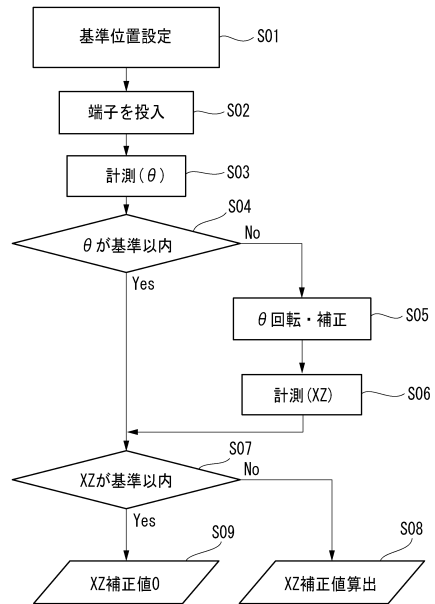 基準位置設定
S01
端子を投入
S02
計測(θ)
S03
S04
θが基準以内
No
Yes
θ回転・補正
S05
計測(XZ)
S06
S07
XZが基準以内
No
Yes
S09
XZ補正値0
S08
XZ補正値算出